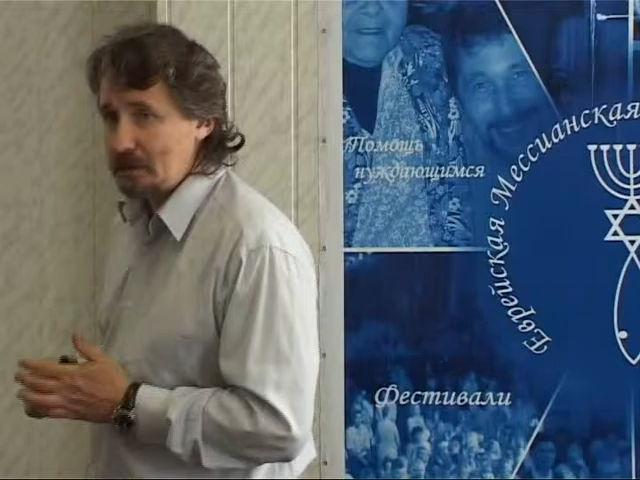 Помощь
нуждающимся
Еврейская Мессианская
Фестивали